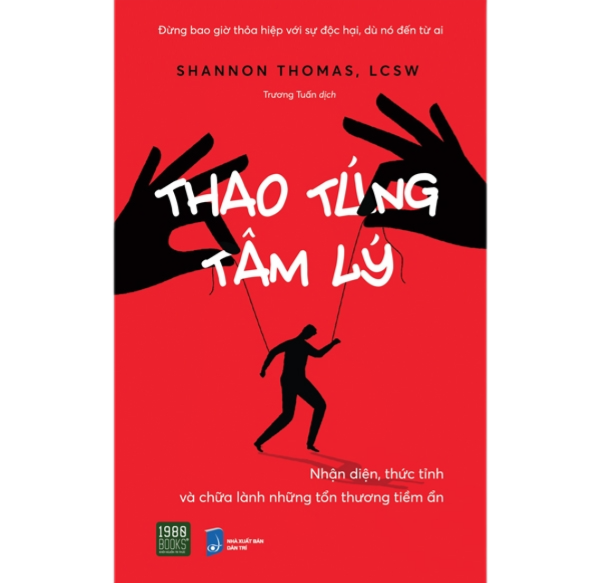 Đừng bao giờ thỏa hiệp với sự độc hại, dù nó đến từ ai
SHANNON THOMAS, LCSW
Trương Tuấn dịch
THAO TÚNG
TÂM LÝ
Nhận diện, thức tỉnh
và chữa lành những tổn thương tiềm ẩn
1980
BOOKS
NHÀ XUẤT BẢN
DÂN TRÍ